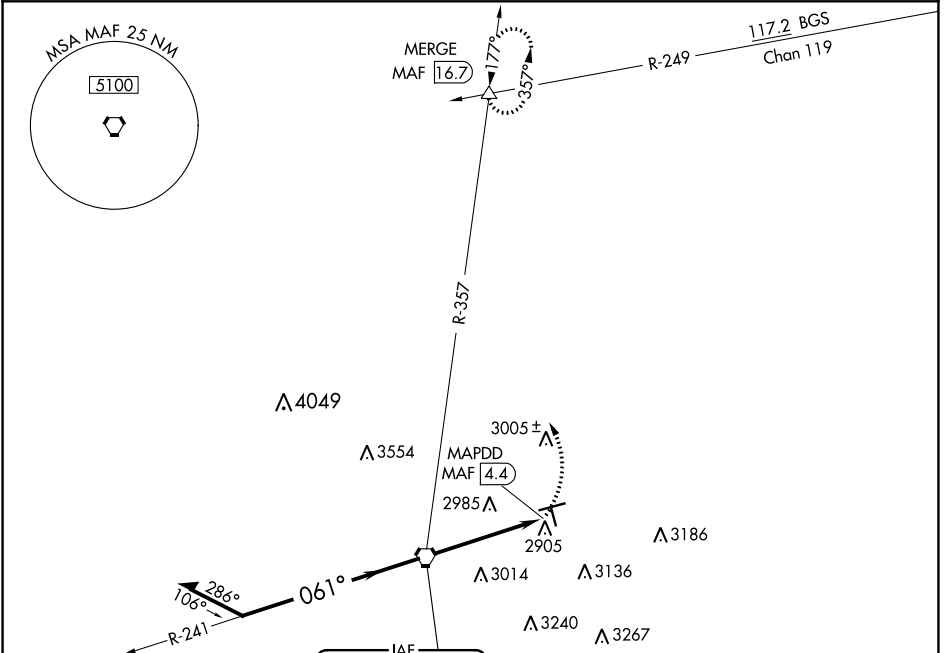 MSA MAF 25 NM
5100
MERGE
MAF 16.7
177°
357°
117.2 BGS
Chan 119
R-249
R-357
4049
3554
3005±
MAPDD
MAF 4.4
2985
2905
3186
3014
3136
061°
286°
106°
R-241
3240
3267
IAF